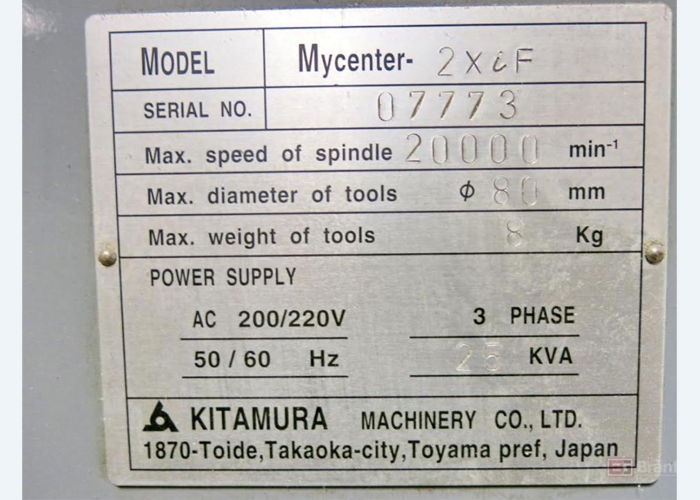 MODEL Mycenter- 2XiF
SERIAL NO. 07773
Max. speed of spindle 20000 min⁻¹
Max. diameter of tools φ 80 mm
Max. weight of tools 8 Kg
POWER SUPPLY
AC 200/220V 3 PHASE
50 / 60 Hz 25 KVA
KITAMURA MACHINERY CO., LTD.
1870-Toide,Takaoka-city,Toyama pref, Japan